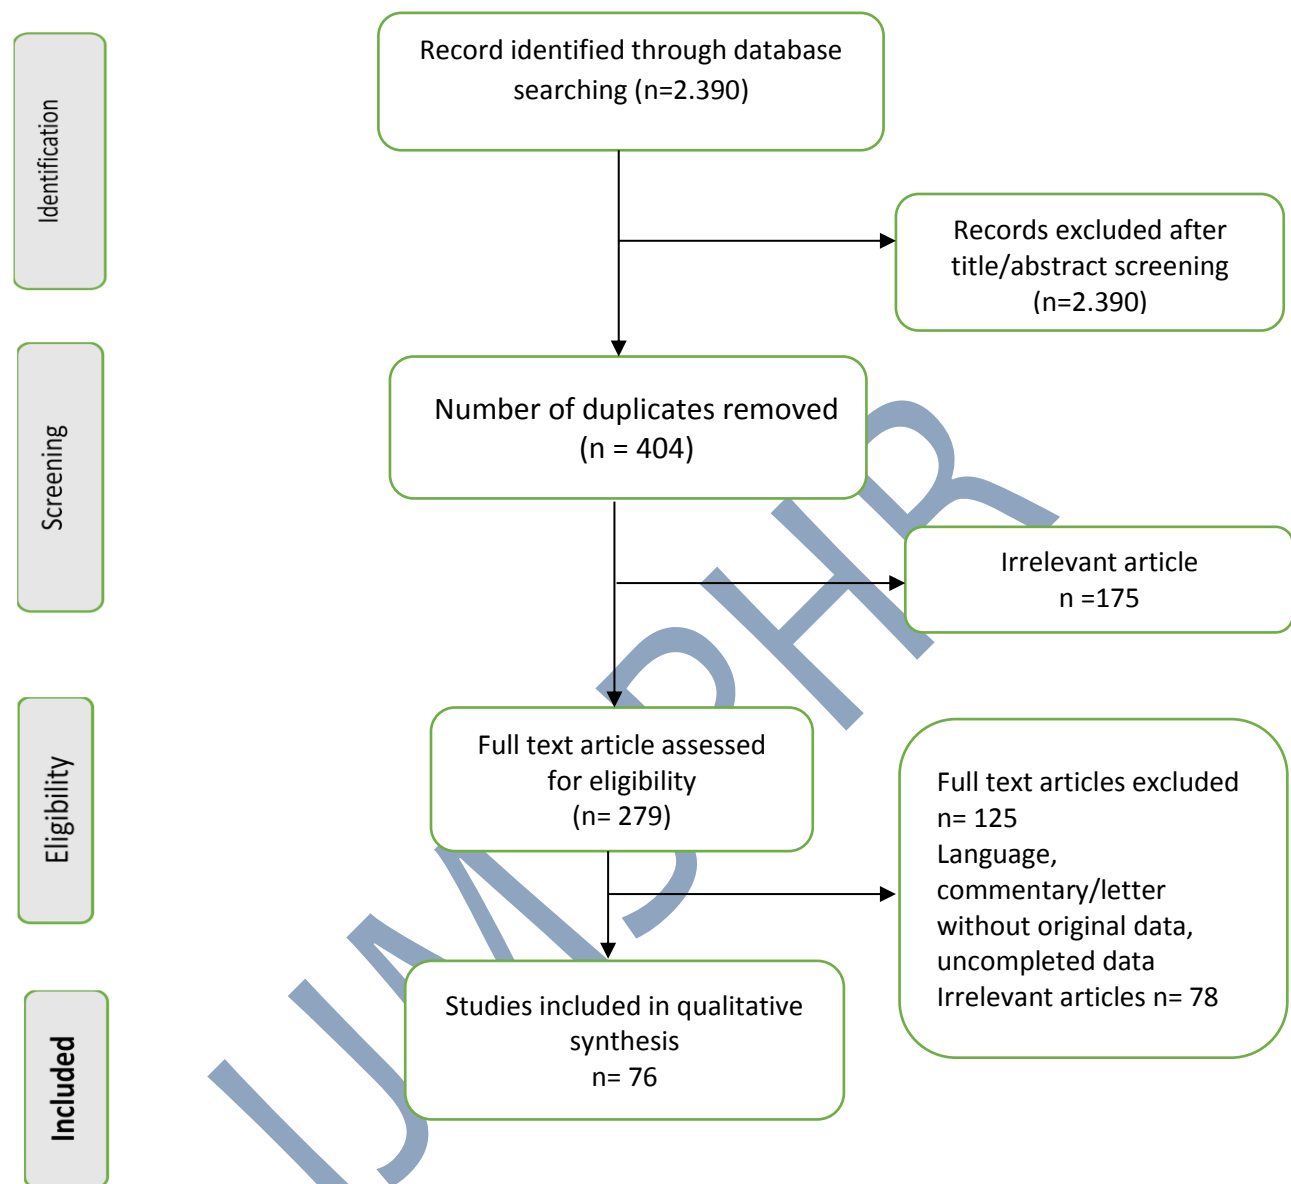 Identification
Record identified through database
searching (n=2.390)
Records excluded after
title/abstract screening
(n=2.390)
Screening
Number of duplicates removed
(n = 404)
Irrelevant article
n =175
Eligibility
Full text article assessed
for eligibility
(n= 279)
Full text articles excluded
n= 125
Language,
commentary/letter
without original data,
uncompleted data
Irrelevant articles n= 78
Included
Studies included in qualitative
synthesis
n= 76